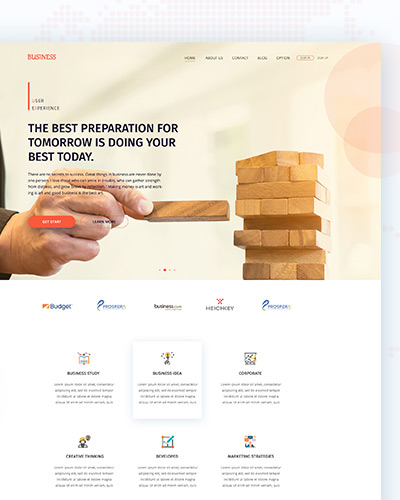 BUSINESS
HOME ABOUT US CONTACT BLOG OPTION SIGN IN SIGN UP
USER
EXPERIENCE
THE BEST PREPARATION FOR
TOMORROW IS DOING YOUR
BEST TODAY.
There are no secrets to success. Great things in business are never done by
one person. I love those who can smile in trouble, who can gather strength
from distress, and grow brave by reflection. Making money is art and work-
ing is art and good business is the best art.
GET START LEARN MORE
Budget PROSPER business.com HEICHKEY PROSPER
BUSINESS STUDY BUSINESS IDEA CORPORATE
Lorem ipsum dolor sit amet, consectetur Lorem ipsum dolor sit amet, consectetur Lorem ipsum dolor sit amet, consectetur
adipiscing elit, sed do eiusmod tempor adipiscing elit, sed do eiusmod tempor adipiscing elit, sed do eiusmod tempor
incididunt ut labore et dolore magna incididunt ut labore et dolore magna incididunt ut labore et dolore magna
aliqua. Ut enim ad minim veniam, quis aliqua. Ut enim ad minim veniam, quis aliqua. Ut enim ad minim veniam, quis
CREATIVE THINKING DEVELOPED MARKETING STRATEGIES
Lorem ipsum dolor sit amet, consectetur Lorem ipsum dolor sit amet, consectetur Lorem ipsum dolor sit amet, consectetur
adipiscing elit, sed do eiusmod tempor adipiscing elit, sed do eiusmod tempor adipiscing elit, sed do eiusmod tempor
incididunt ut labore et dolore magna incididunt ut labore et dolore magna incididunt ut labore et dolore magna
aliqua. Ut enim ad minim veniam, quis aliqua. Ut enim ad minim veniam, quis aliqua. Ut enim ad minim veniam, quis